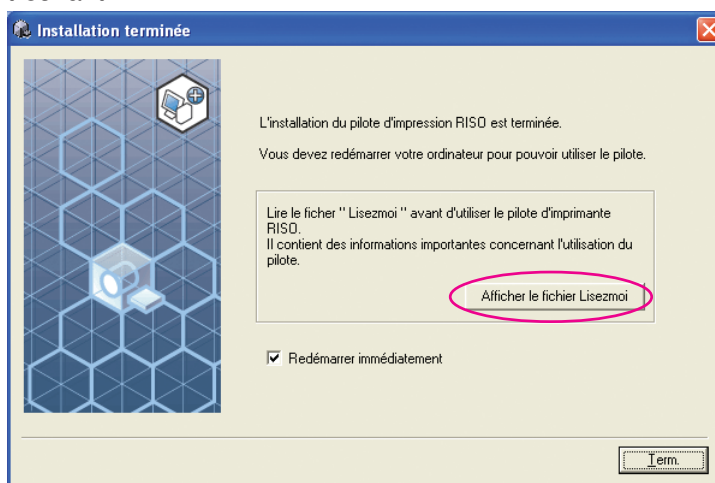 Installation terminée
L'installation du pilote d'impression RISO est terminée.
Vous devez redémarrer votre ordinateur pour pouvoir utiliser le pilote.
Lire le ficher " Lisezmoi " avant d'utiliser le pilote d'imprimante
RISO.
Il contient des informations importantes concernant l'utilisation du
pilote.
Afficher le fichier Lisezmoi
Redémarrer immédiatement
Term.